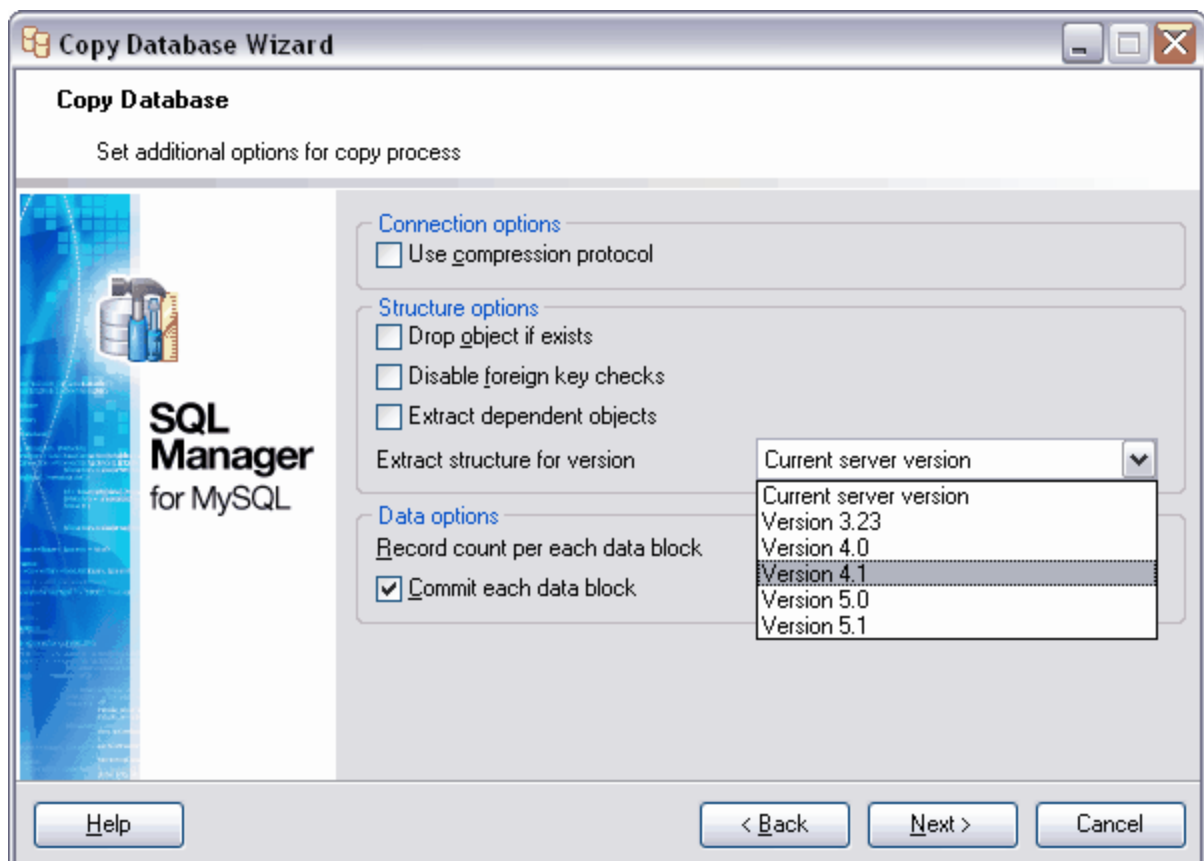 Copy Database Wizard
Copy Database
Set additional options for copy process
SQL
Manager
for MySQL
Connection options
Use compression protocol
Structure options
Drop object if exists
Disable foreign key checks
Extract dependent objects
Extract structure for version
Current server version
Current server version
Version 3.23
Version 4.0
Version 4.1
Version 5.0
Version 5.1
Data options
Record count per each data block
Commit each data block
Help
< Back
Next >
Cancel